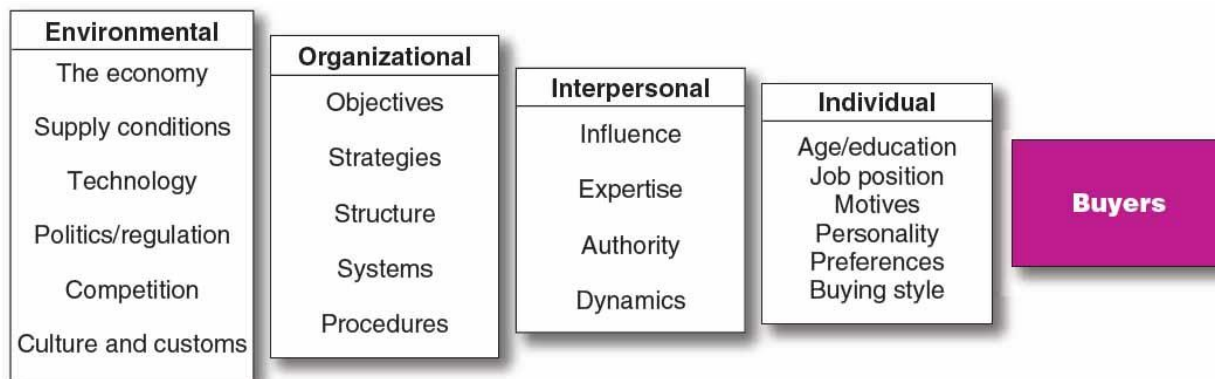 Environmental
The economy
Supply conditions
Technology
Politics/regulation
Competition
Culture and customs
Organizational
Objectives
Strategies
Structure
Systems
Procedures
Interpersonal
Influence
Expertise
Authority
Dynamics
Individual
Age/education
Job position
Motives
Personality
Preferences
Buying style
Buyers